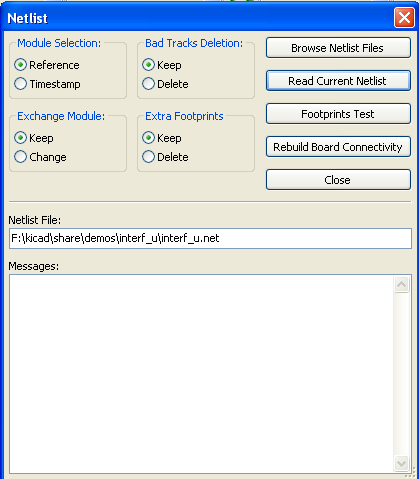 Netlist
Module Selection:
Reference
Timestamp
Bad Tracks Deletion:
Keep
Delete
Browse Netlist Files
Read Current Netlist
Exchange Module:
Keep
Change
Extra Footprints
Keep
Delete
Footprints Test
Rebuild Board Connectivity
Close
Netlist File:
F:\kicad\share\demos\interf_u\interf_u.net
Messages: